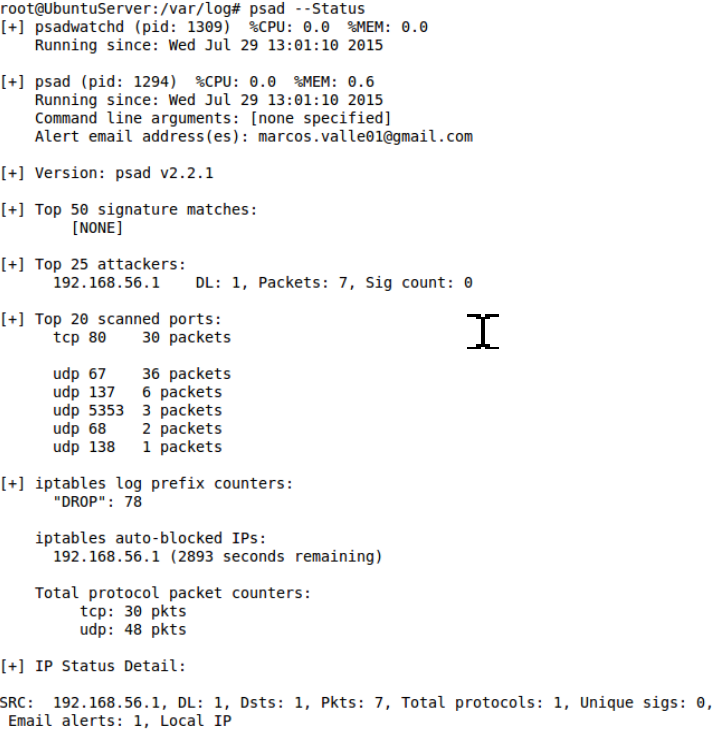 root@UbuntuServer:/var/log# psad --Status
[+] psadwatchd (pid: 1309)  %CPU: 0.0  %MEM: 0.0
    Running since: Wed Jul 29 13:01:10 2015
[+] psad (pid: 1294)  %CPU: 0.0  %MEM: 0.6
    Running since: Wed Jul 29 13:01:10 2015
    Command line arguments: [none specified]
    Alert email address(es): marcos.valle01@gmail.com
[+] Version: psad v2.2.1
[+] Top 50 signature matches:
        [NONE]
[+] Top 25 attackers:
      192.168.56.1    DL: 1, Packets: 7, Sig count: 0
[+] Top 20 scanned ports:
      tcp 80    30 packets
      udp 67    36 packets
      udp 137   6 packets
      udp 5353  3 packets
      udp 68    2 packets
      udp 138   1 packets
[+] iptables log prefix counters:
      "DROP": 78
    iptables auto-blocked IPs:
      192.168.56.1 (2893 seconds remaining)
    Total protocol packet counters:
         tcp: 30 pkts
         udp: 48 pkts
[+] IP Status Detail:
SRC:  192.168.56.1, DL: 1, Dsts: 1, Pkts: 7, Total protocols: 1, Unique sigs: 0,
 Email alerts: 1, Local IP